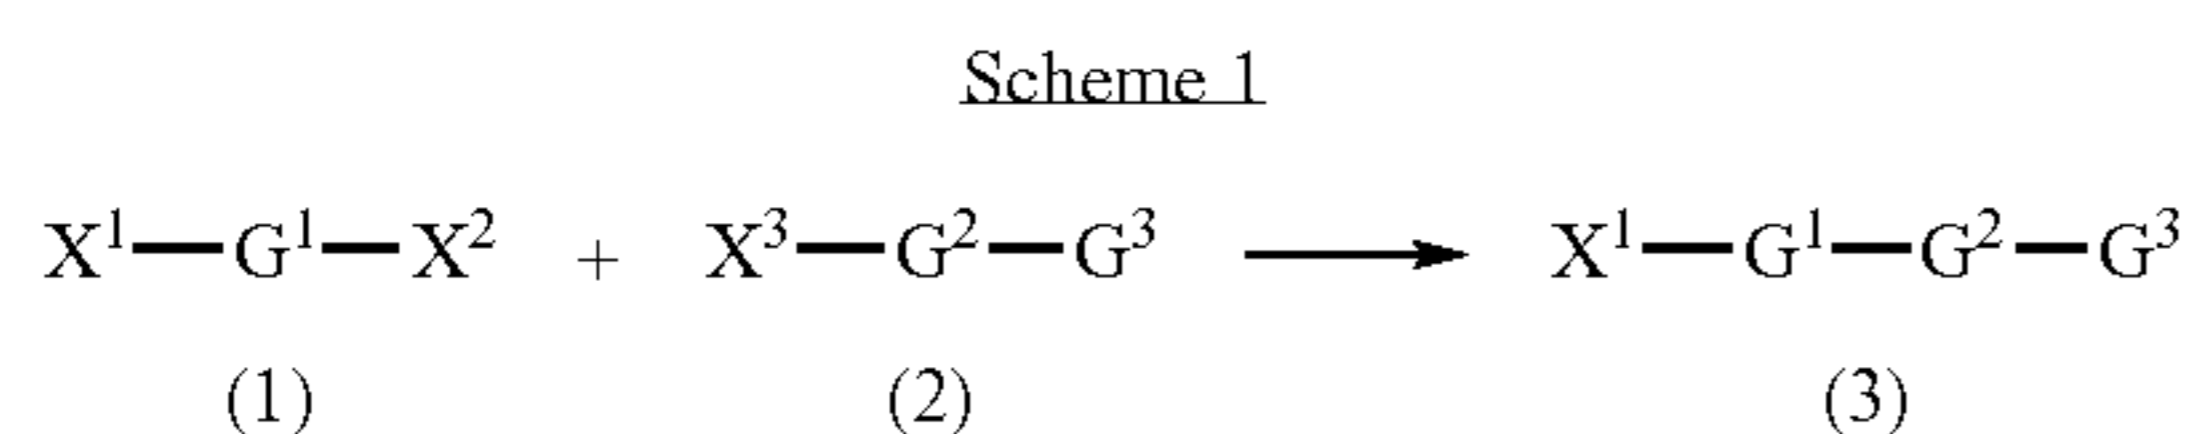 Scheme 1
X¹—G¹—X² + X³—G²—G³ ⟶ X¹—G¹—G²—G³
(1) (2) (3)